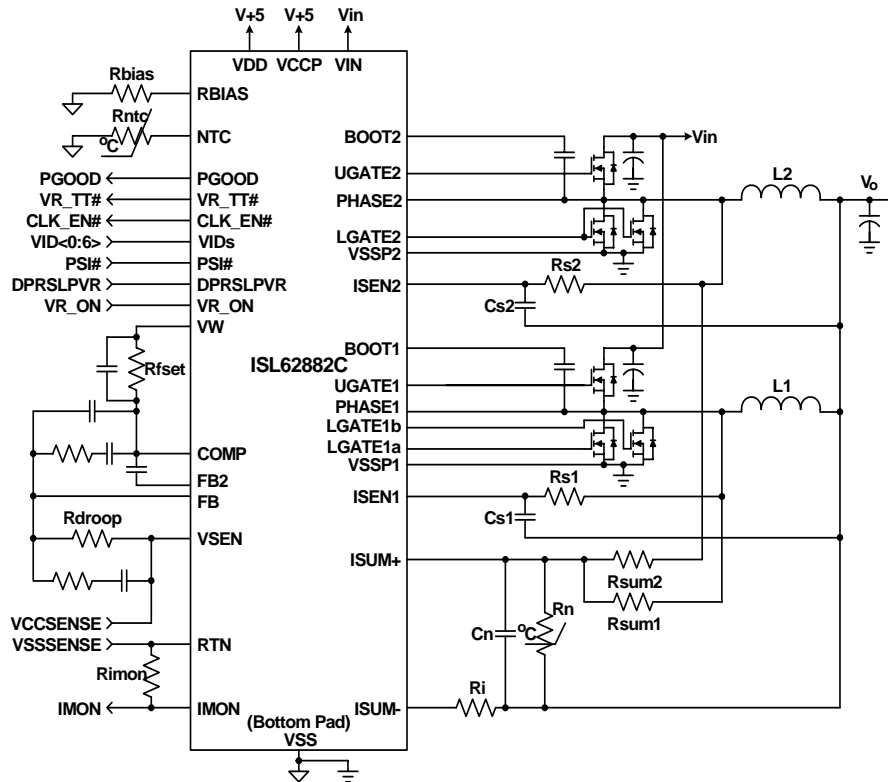 V+5 V+5 Vin
VDD VCCP VIN
Rbias
RBIAS
Rntc
NTC
°C
PGOOD PGOOD
VR_TT# VR_TT#
CLK_EN# CLK_EN#
VID<0:6> VIDs
PSI# PSI#
DPRSLPVR DPRSLPVR
VR_ON VR_ON
VW
Rfset
COMP
FB2
FB
Rdroop
VSEN
VCCSENSE
VSSSENSE RTN
Rimon
IMON IMON
ISL62882C
(Bottom Pad)
VSS
BOOT2
Vin
UGATE2
L2
Vo
PHASE2
LGATE2
VSSP2
Rs2
ISEN2
Cs2
BOOT1
UGATE1
L1
PHASE1
LGATE1b
LGATE1a
VSSP1
Rs1
ISEN1
Cs1
ISUM+
Rsum2
Rsum1
Rn
Cn
°C
Ri
ISUM-